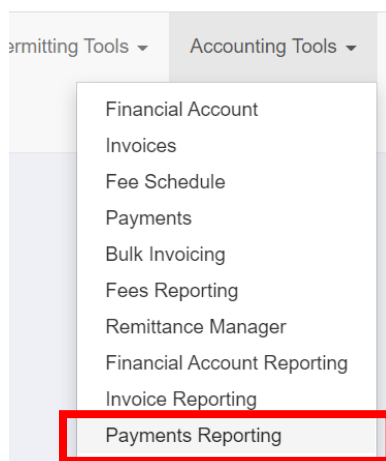 ermitting Tools Accounting Tools
Financial Account
Invoices
Fee Schedule
Payments
Bulk Invoicing
Fees Reporting
Remittance Manager
Financial Account Reporting
Invoice Reporting
Payments Reporting